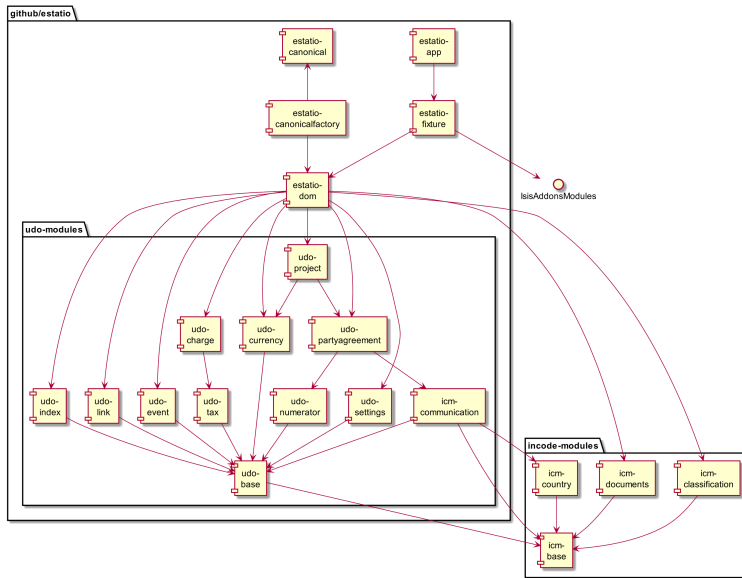 github/estatio
estatio-
canonical
estatio-
app
estatio-
canonicalfactory
estatio-
fixture
estatio-
dom
IsisAddonsModules
udo-modules
udo-
project
udo-
charge
udo-
currency
udo-
partyagreement
udo-
index
udo-
link
udo-
event
udo-
tax
udo-
numerator
udo-
settings
icm-
communication
incode-modules
udo-
base
icm-
country
icm-
documents
icm-
classification
icm-
base